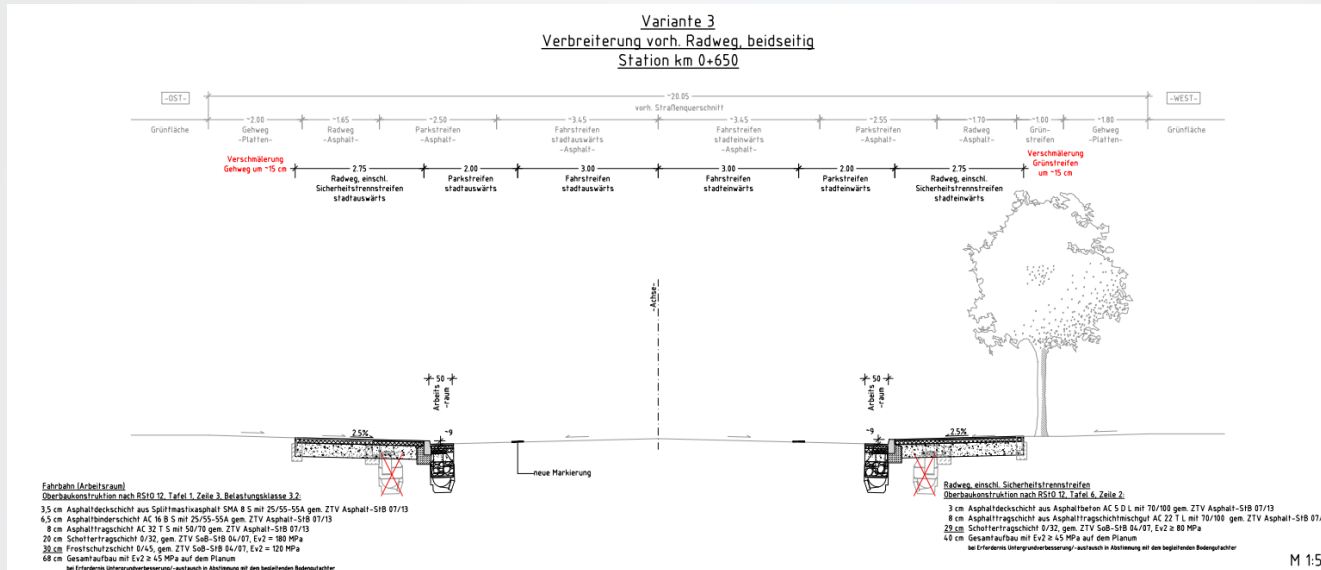 Variante 3
Verbreiterung vorh. Radweg, beidseitig
Station km 0+650
-OST-
~20.05
-WEST-
vorh. Straßenquerschnitt
Grünfläche
~2.00
Gehweg
-Platten-
~1.65
Radweg
-Asphalt-
~2.50
Parkstreifen
-Asphalt-
~3.45
Fahrstreifen
stadtauswärts
-Asphalt-
~3.45
Fahrstreifen
stadteinwärts
-Asphalt-
~2.55
Parkstreifen
-Asphalt-
~1.70
Radweg
-Asphalt-
~1.00
Grün-
streifen
~1.80
Gehweg
-Platten-
Grünfläche
Verschmälerung
Gehweg um ~15 cm
2.75
Radweg, einschl.
Sicherheitstrennstreifen
stadtauswärts
2.00
Parkstreifen
stadtauswärts
3.00
Fahrstreifen
stadtauswärts
3.00
Fahrstreifen
stadteinwärts
2.00
Parkstreifen
stadteinwärts
2.75
Radweg, einschl.
Sicherheitstrennstreifen
stadteinwärts
Verschmälerung
Grünstreifen
um ~15 cm
-Achse-
50
Arbeits
-raum
50
Arbeits
-raum
2.5%
~9
~9
2.5%
neue Markierung
Fahrbahn (Arbeitsraum)
Oberbaukonstruktion nach RStO 12, Tafel 1, Zeile 3, Belastungsklasse 3.2:
3,5 cm Asphaltdeckschicht aus Splittmastixasphalt SMA 8 S mit 25/55-55A gem. ZTV Asphalt-StB 07/13
6,5 cm Asphaltbinderschicht AC 16 B S mit 25/55-55A gem. ZTV Asphalt-StB 07/13
8 cm Asphalttragschicht AC 32 T S mit 50/70 gem. ZTV Asphalt-StB 07/13
20 cm Schottertragschicht 0/32, gem. ZTV SoB-StB 04/07, Ev2 = 180 MPa
30 cm Frostschutzschicht 0/45, gem. ZTV SoB-StB 04/07, Ev2 = 120 MPa
68 cm Gesamtaufbau mit Ev2 ≥ 45 MPa auf dem Planum
bei Erfordernis Untergrundverbesserung/-austausch in Abstimmung mit dem begleitenden Bodengutachter
Radweg, einschl. Sicherheitstrennstreifen
Oberbaukonstruktion nach RStO 12, Tafel 6, Zeile 2:
3 cm Asphaltdeckschicht aus Asphaltbeton AC 5 D L mit 70/100 gem. ZTV Asphalt-StB 07/13
8 cm Asphalttragschicht aus Asphalttragschichtmischgut AC 22 T L mit 70/100 gem. ZTV Asphalt-StB 07/
29 cm Schottertragschicht 0/32, gem. ZTV SoB-StB 04/07, Ev2 ≥ 80 MPa
40 cm Gesamtaufbau mit Ev2 ≥ 45 MPa auf dem Planum
bei Erfordernis Untergrundverbesserung/-austausch in Abstimmung mit dem begleitenden Bodengutachter
M 1:5